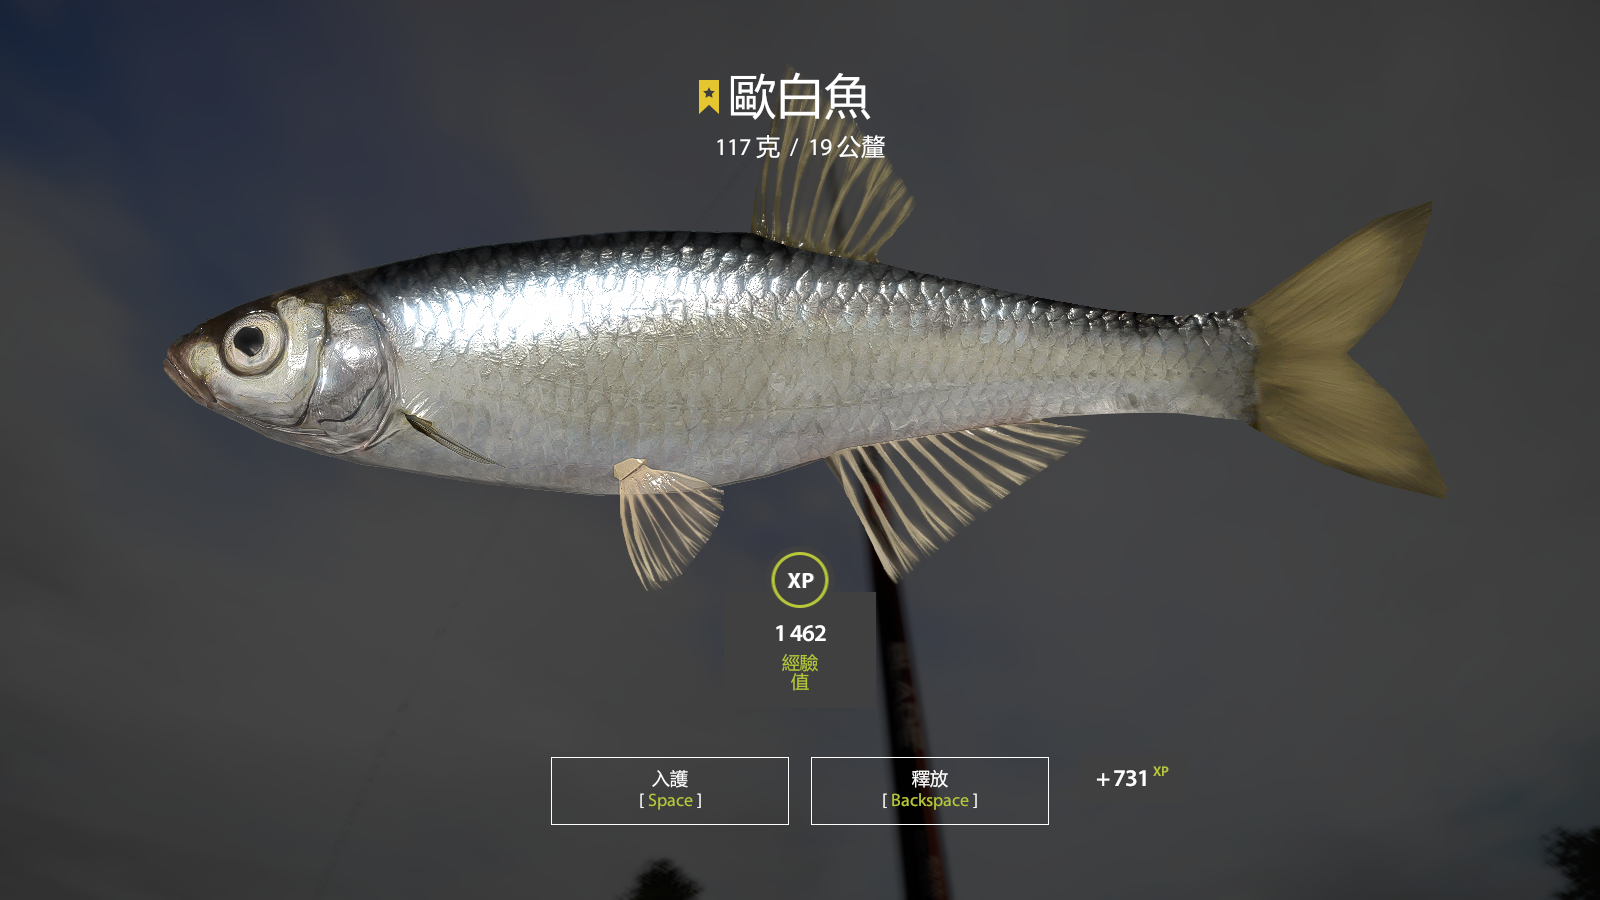 歐白魚
117 克 / 19 公釐
XP
1 462
經驗
值
入護
[ Space ]
釋放
[ Backspace ]
+ 731 XP